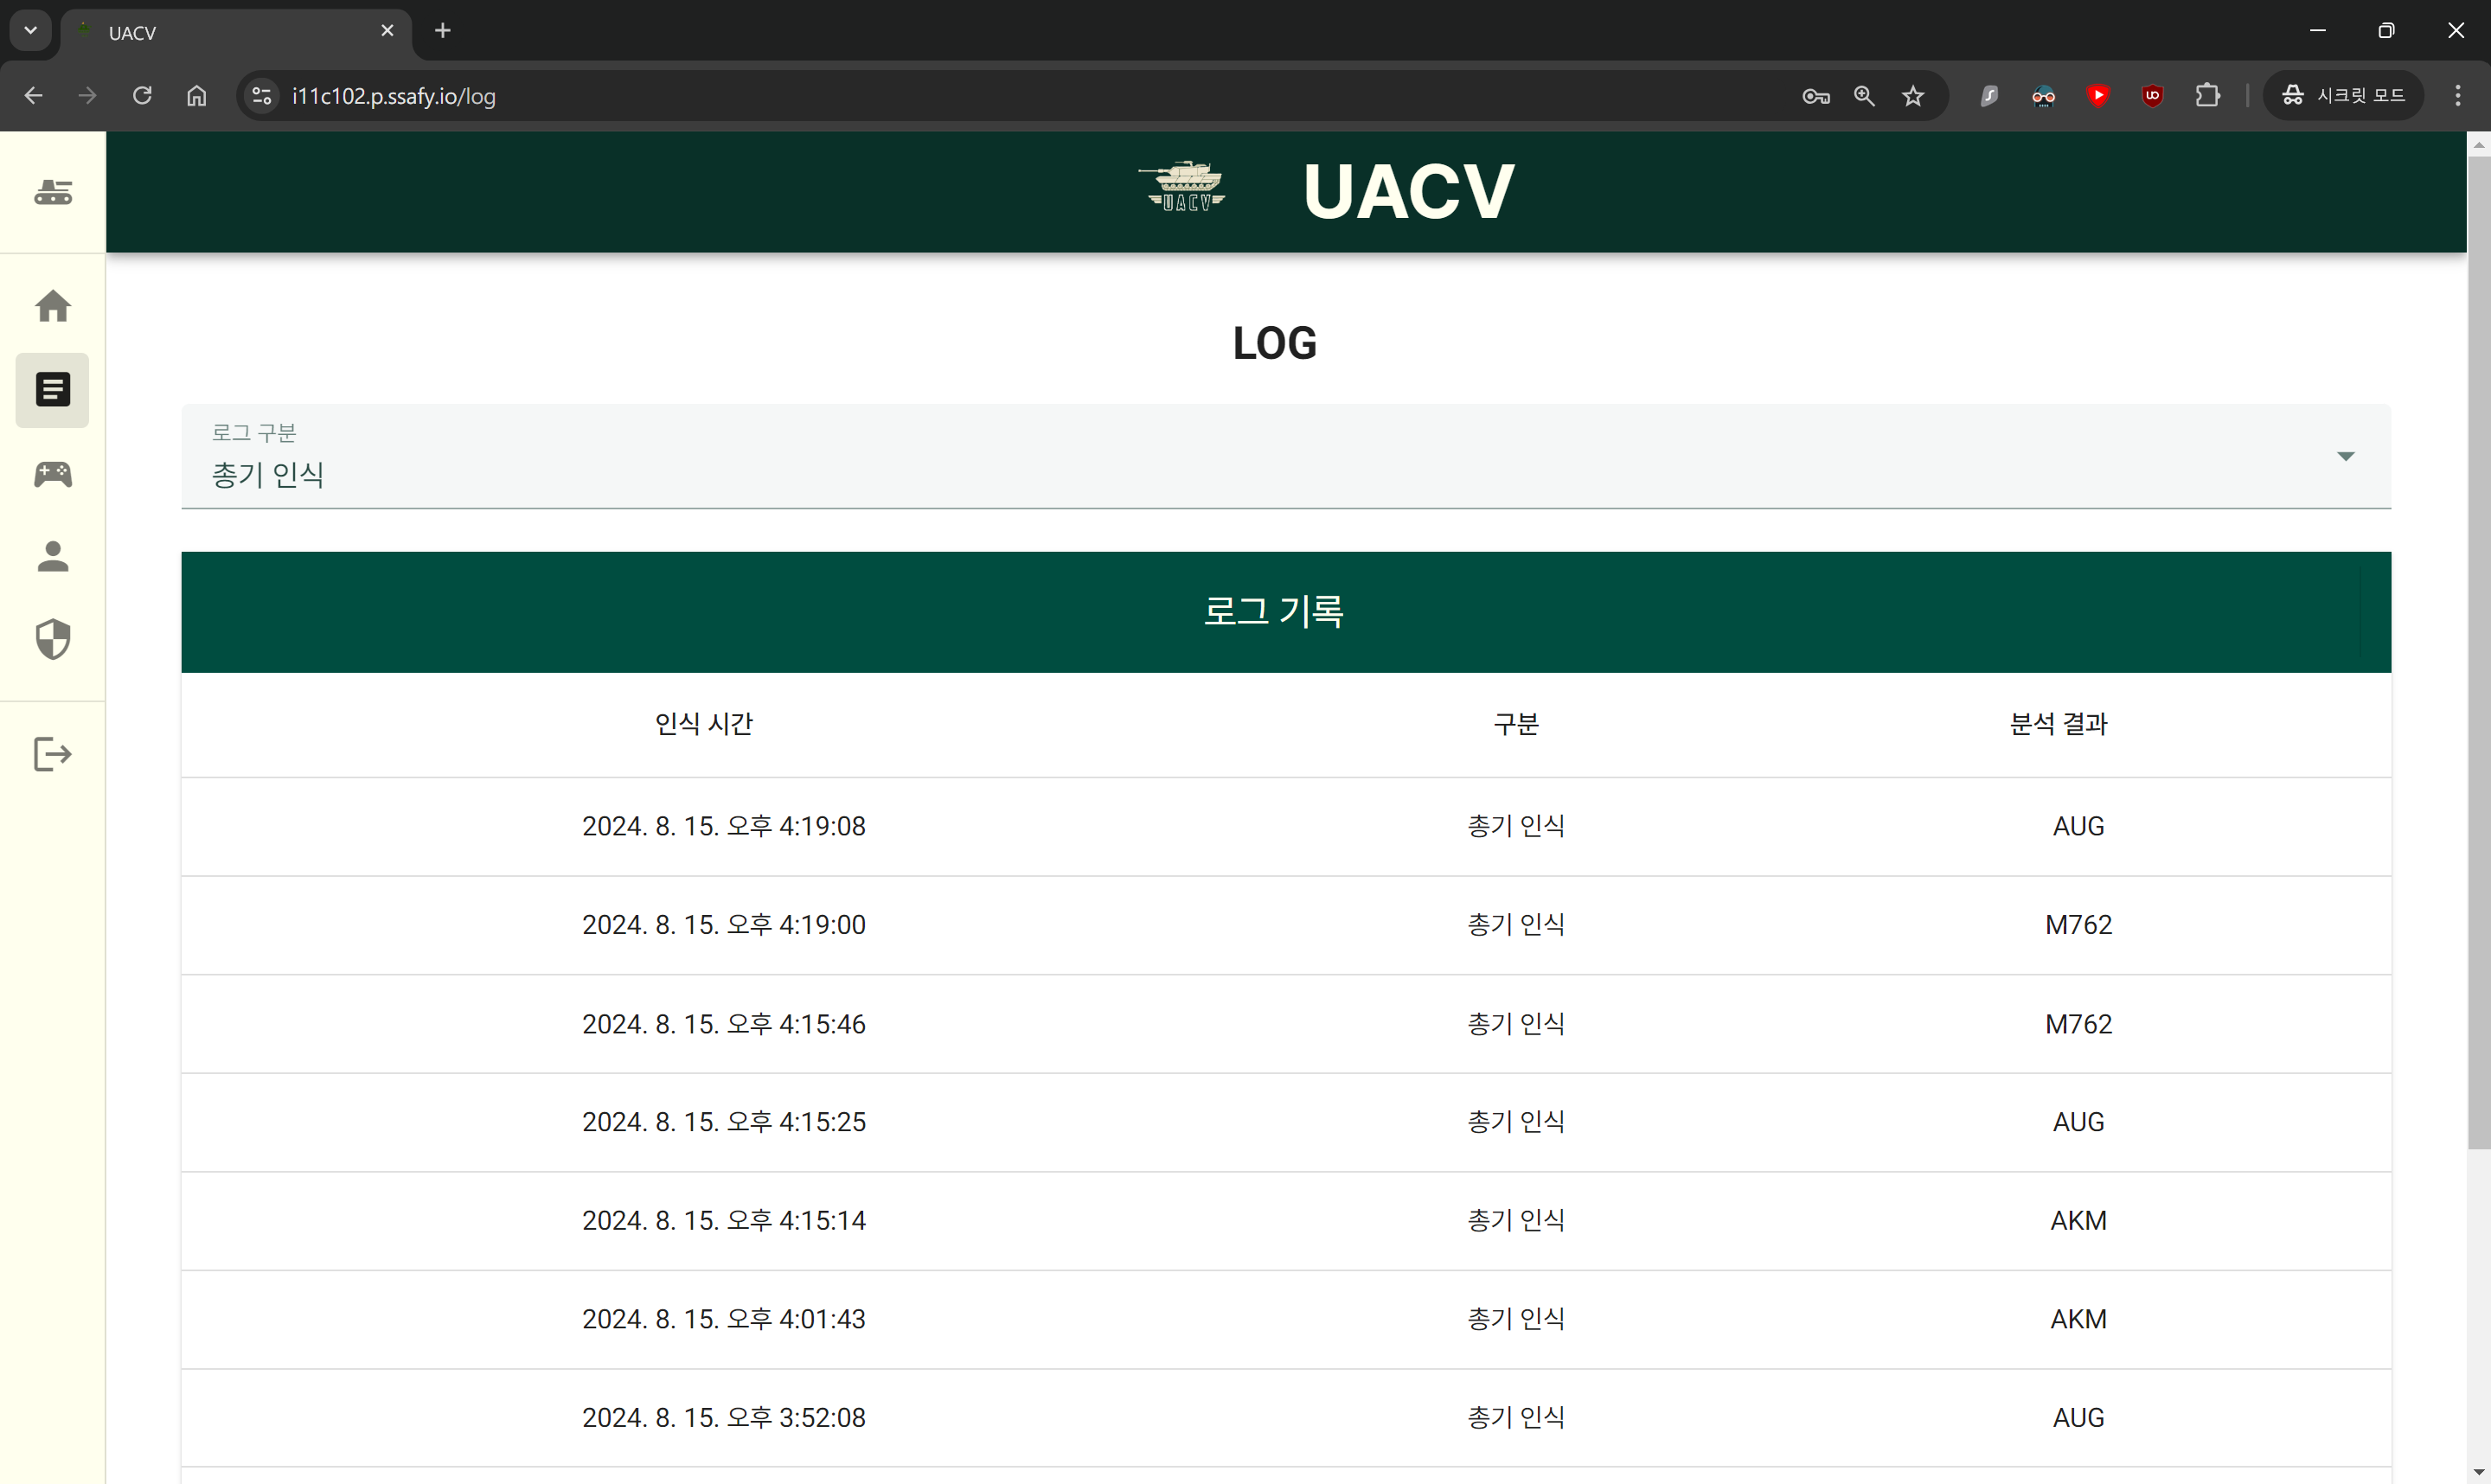 UACV
i11c102.p.ssafy.io/log
시크릿 모드
UACV
UACV
LOG
로그 구분
총기 인식
로그 기록
인식 시간 구분 분석 결과
2024. 8. 15. 오후 4:19:08 총기 인식 AUG
2024. 8. 15. 오후 4:19:00 총기 인식 M762
2024. 8. 15. 오후 4:15:46 총기 인식 M762
2024. 8. 15. 오후 4:15:25 총기 인식 AUG
2024. 8. 15. 오후 4:15:14 총기 인식 AKM
2024. 8. 15. 오후 4:01:43 총기 인식 AKM
2024. 8. 15. 오후 3:52:08 총기 인식 AUG